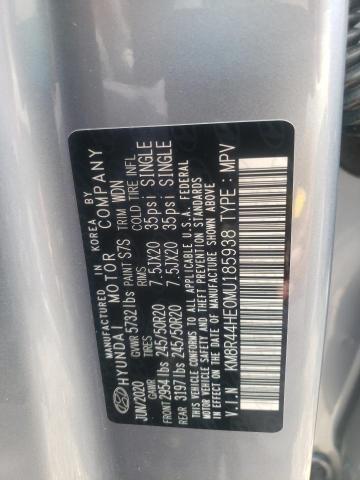 MANUFACTURED IN KOREA BY
HYUNDAI MOTOR COMPANY
JUN/2020 GVWR 5732 lbs PAINT S7S TRIM WDN
GAWR TIRES RIMS COLD TIRE INFL
FRONT 2954 lbs 245/50R20 7.5JX20 35psi SINGLE
REAR 3197 lbs 245/50R20 7.5JX20 35psi SINGLE
THIS VEHICLE CONFORMS TO ALL APPLICABLE U.S.A. FEDERAL
MOTOR VEHICLE SAFETY, BUMPER, AND THEFT PREVENTION STANDARDS
IN EFFECT ON THE DATE OF MANUFACTURE SHOWN ABOVE.
V.I.N : KM8R44HE0MU185938 TYPE : MPV